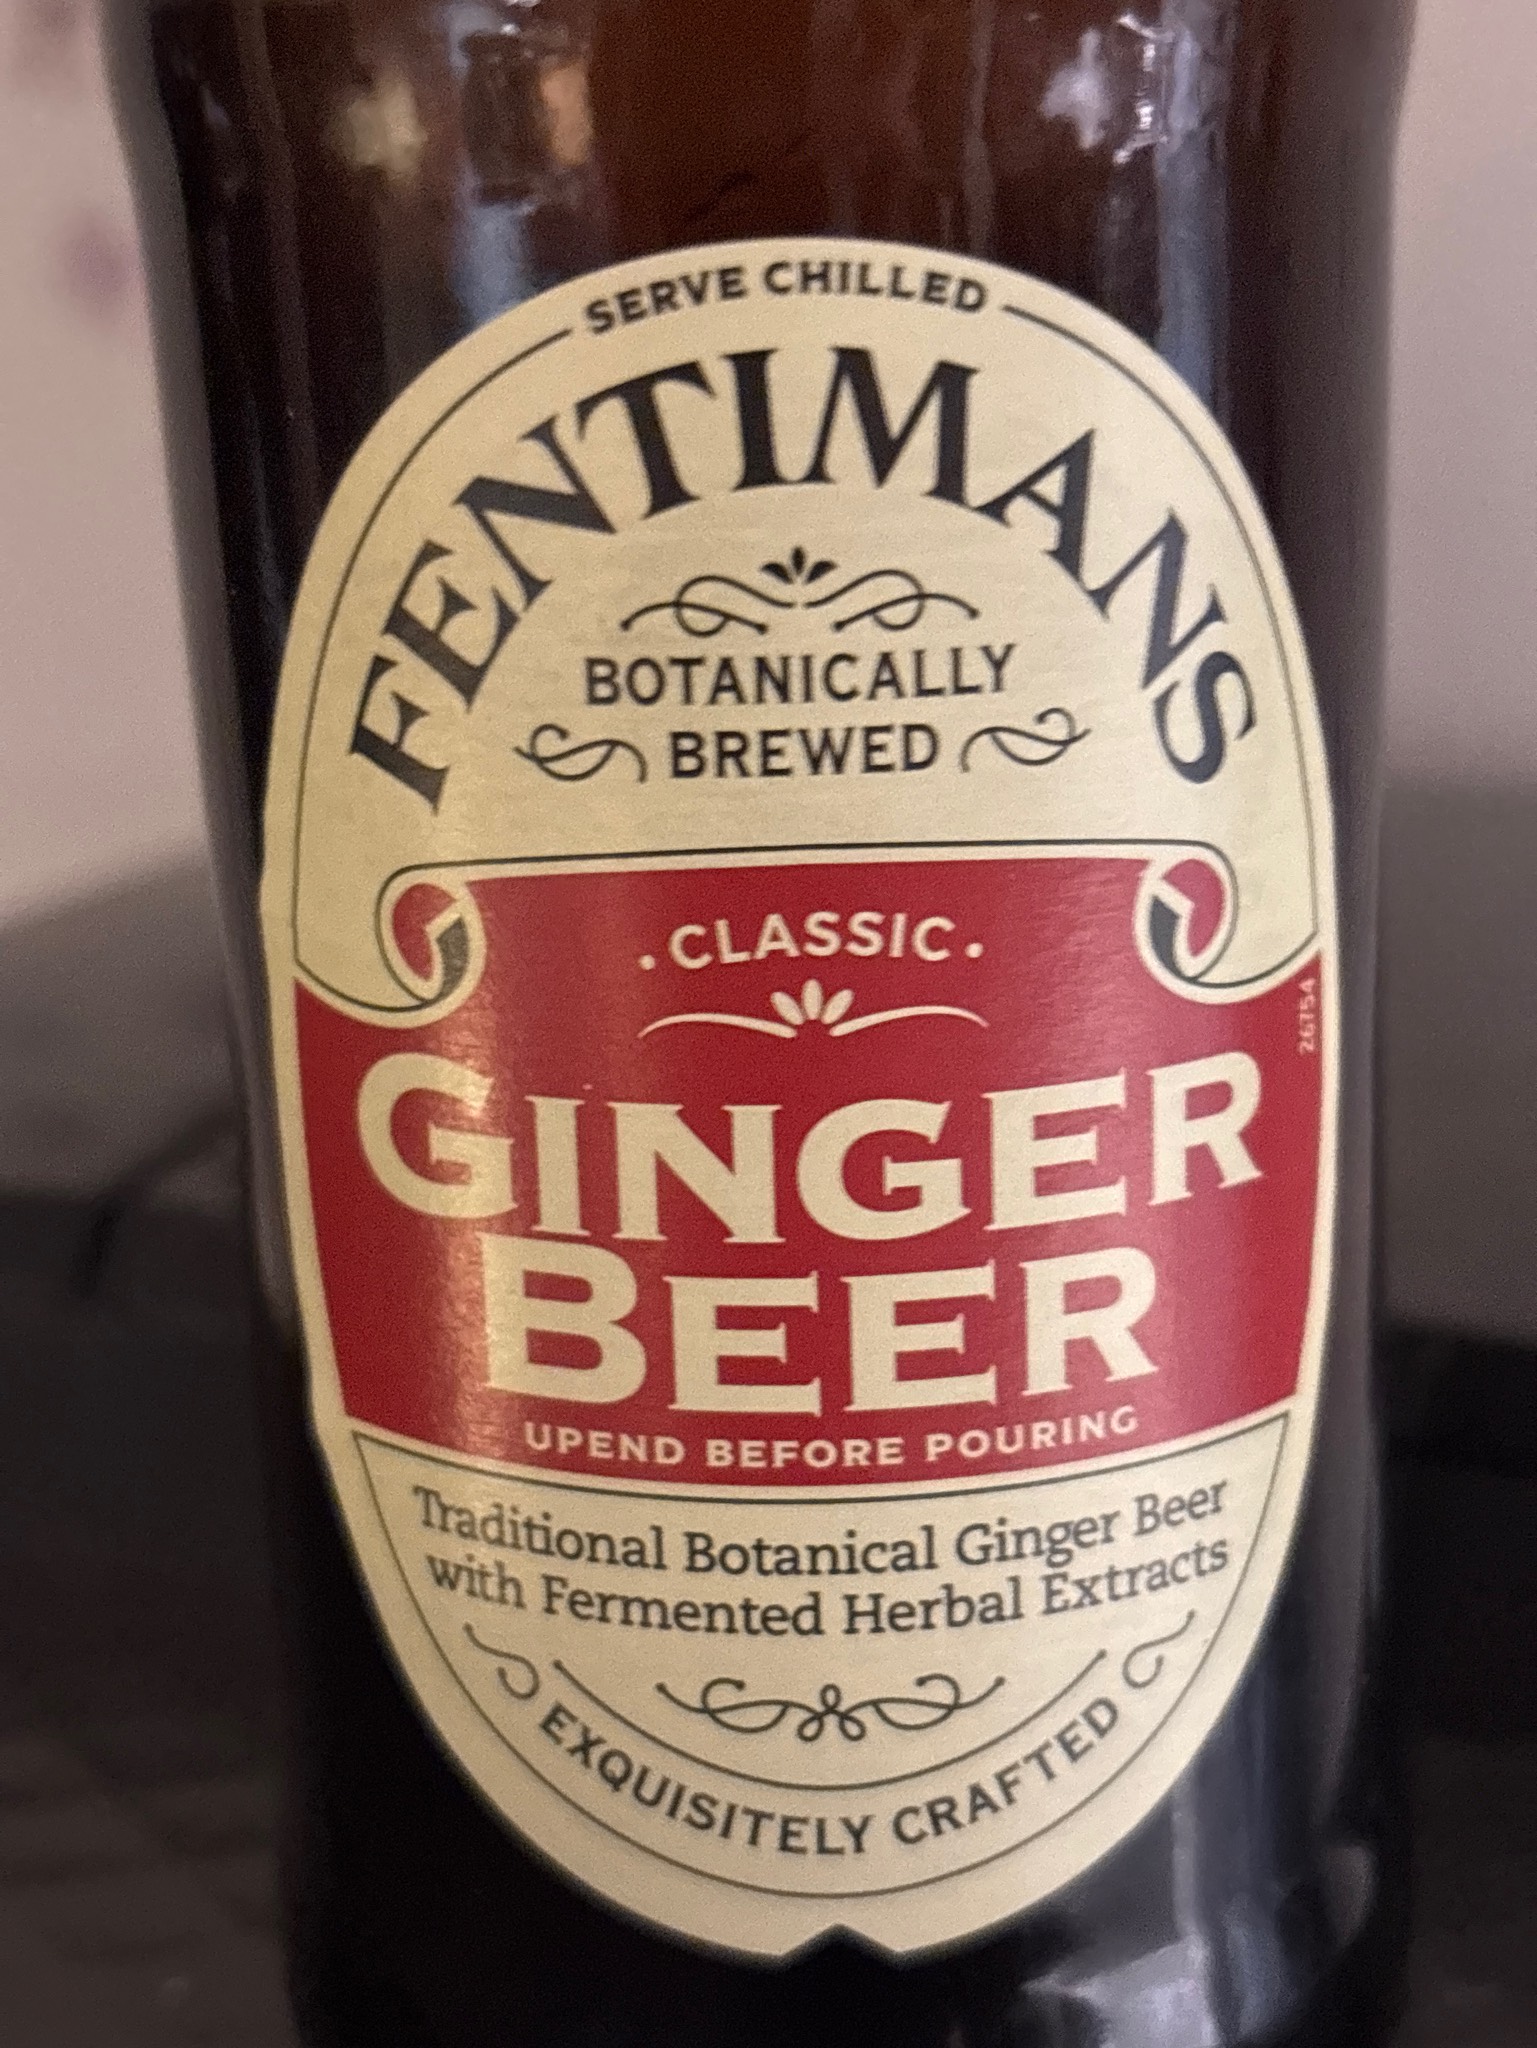 SERVE CHILLED
FENTIMANS
BOTANICALLY
BREWED
. CLASSIC .
26754
GINGER
BEER
UPEND BEFORE POURING
Traditional Botanical Ginger Beer
with Fermented Herbal Extracts
EXQUISITELY CRAFTED